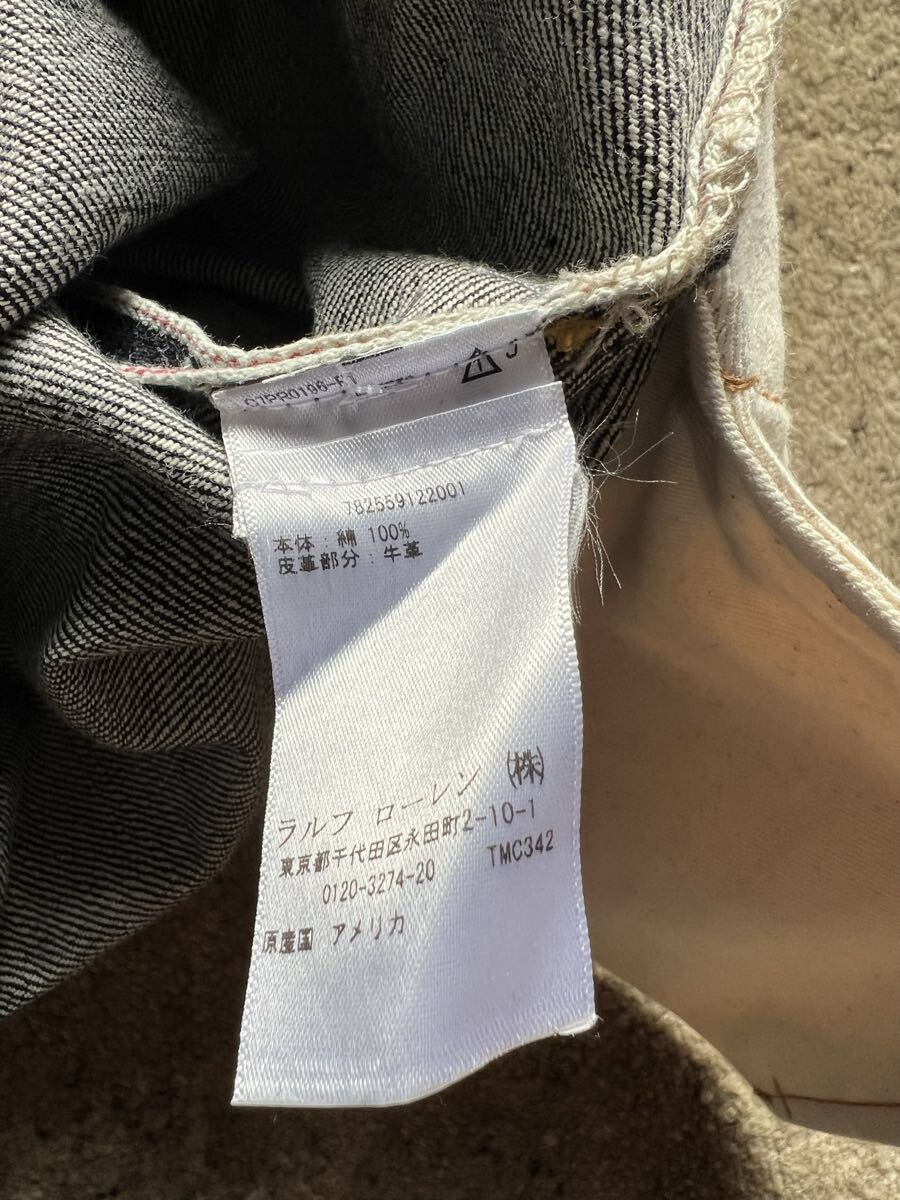 J
782559122001
本体：綿 100%
皮革部分：牛革
ラルフ ローレン (株)
東京都千代田区永田町2-10-1
0120-3274-20 TMC342
原産国 アメリカ